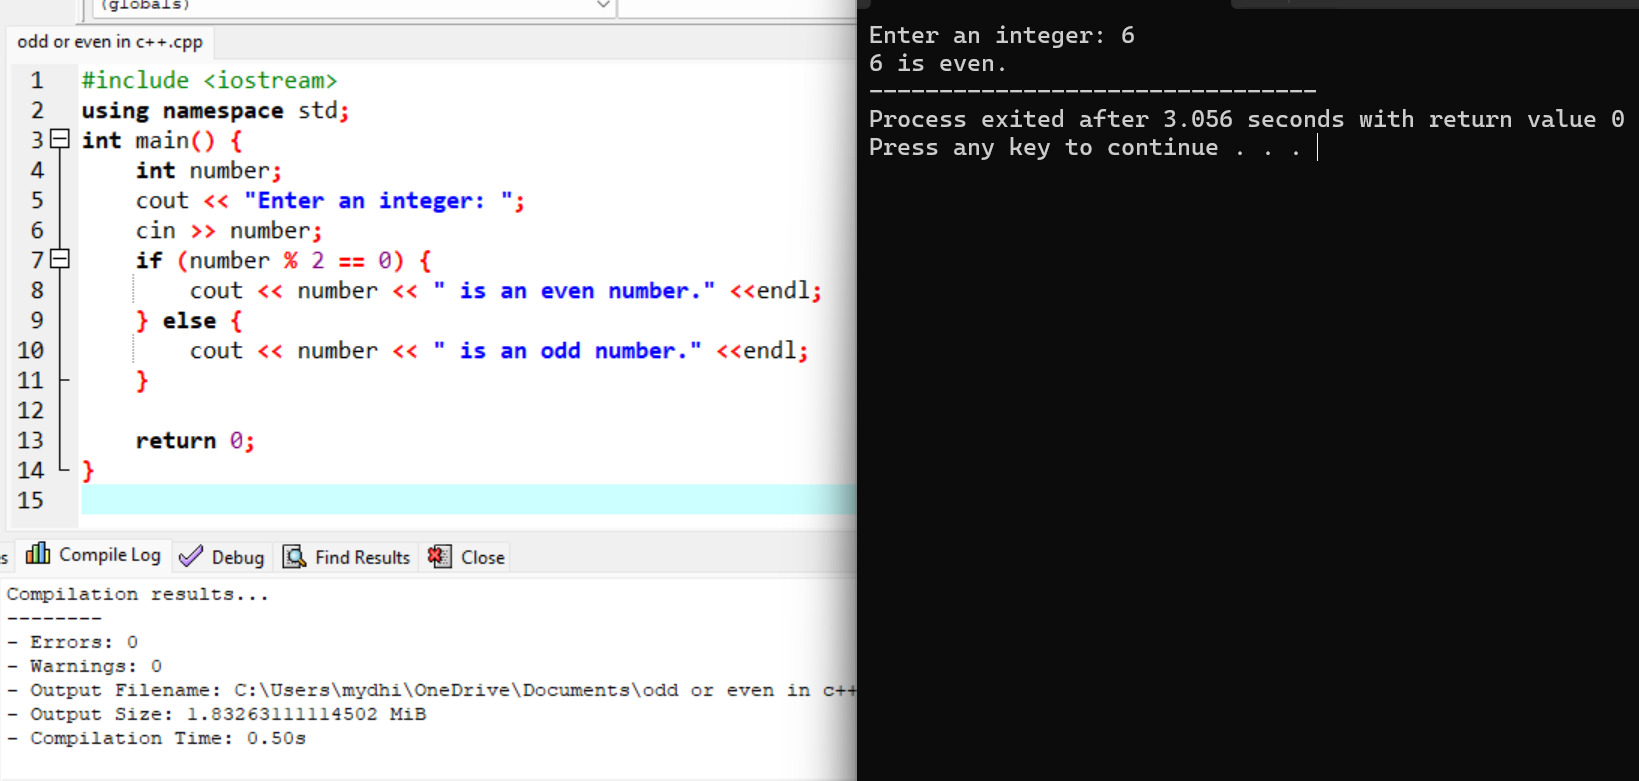 (globals)
odd or even in c++.cpp
1 #include <iostream>
2 using namespace std;
3 int main() {
4 int number;
5 cout << "Enter an integer: ";
6 cin >> number;
7 if (number % 2 == 0) {
8 cout << number << " is an even number." <<endl;
9 } else {
10 cout << number << " is an odd number." <<endl;
11 }
12
13 return 0;
14 }
15
Compile Log Debug Find Results Close
Compilation results...
--------
- Errors: 0
- Warnings: 0
- Output Filename: C:\Users\mydhi\OneDrive\Documents\odd or even in c++
- Output Size: 1.83263111114502 MiB
- Compilation Time: 0.50s
Enter an integer: 6
6 is even.
--------------------------------
Process exited after 3.056 seconds with return value 0
Press any key to continue . . .